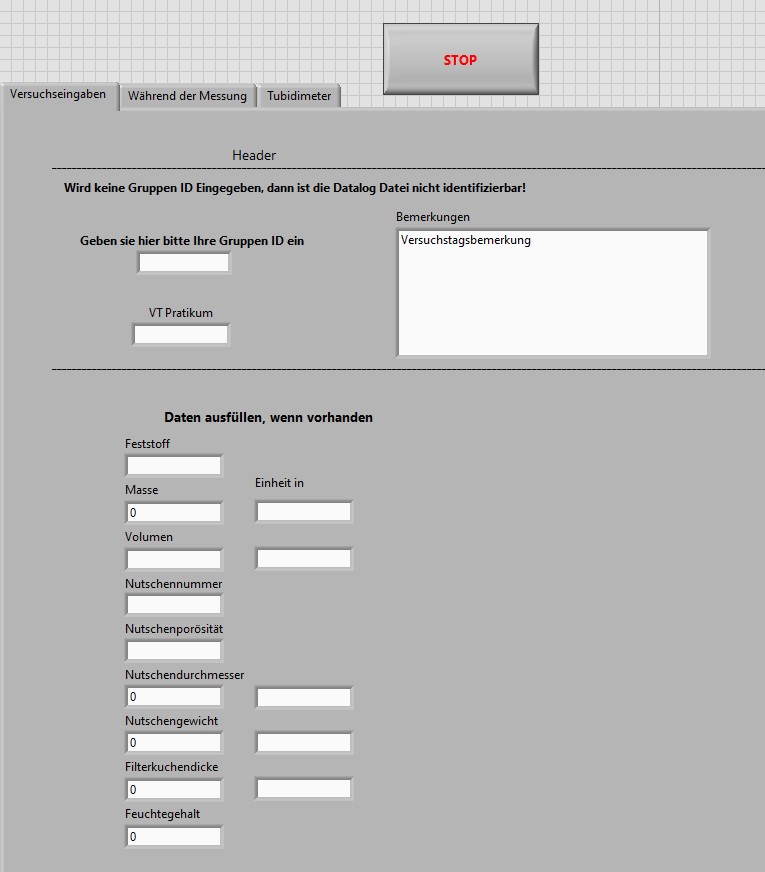 STOP
Versuchseingaben
Während der Messung
Tubidimeter
Header
Wird keine Gruppen ID Eingegeben, dann ist die Datalog Datei nicht identifizierbar!
Bemerkungen
Versuchstagsbemerkung
Geben sie hier bitte Ihre Gruppen ID ein
VT Pratikum
Daten ausfüllen, wenn vorhanden
Feststoff
Masse
Einheit in
0
Volumen
Nutschennummer
Nutschenporösität
Nutschendurchmesser
0
Nutschengewicht
0
Filterkuchendicke
0
Feuchtegehalt
0